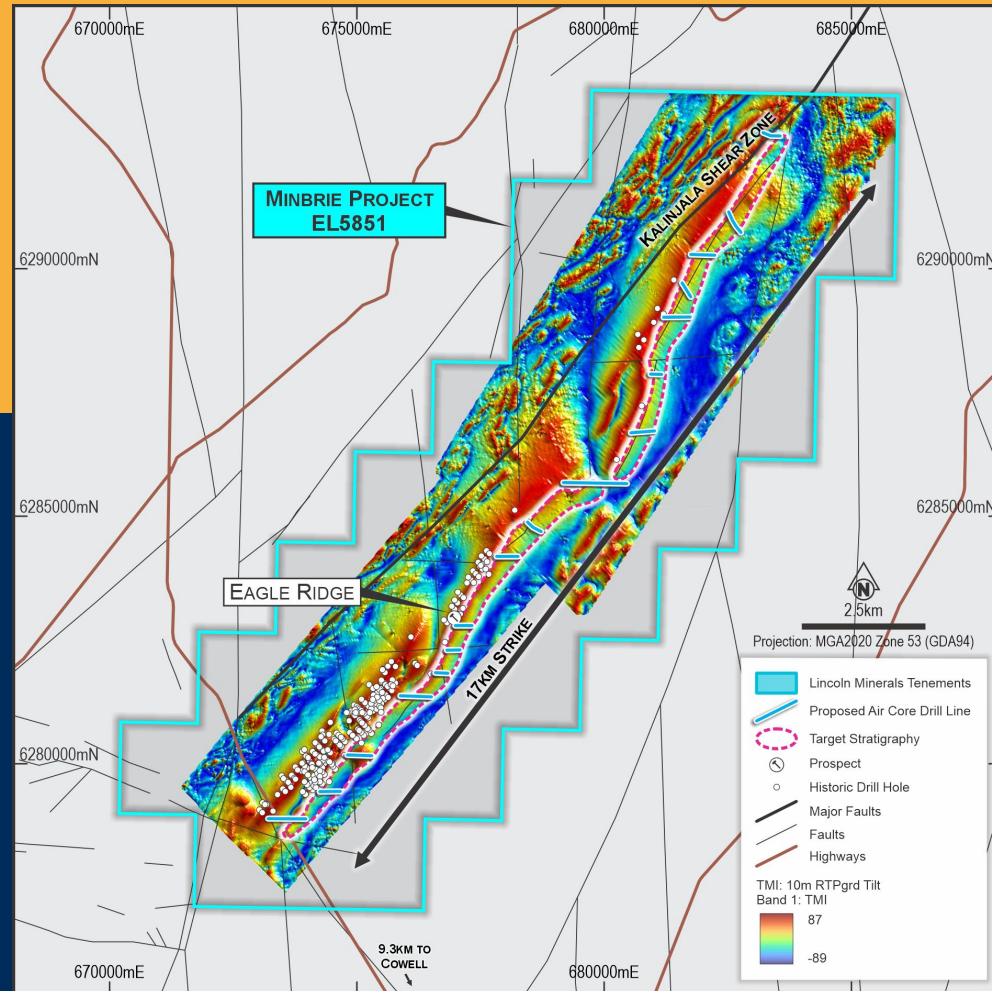 670000mE
675000mE
680000mE
685000mE
KALINJALA SHEAR ZONE
MINBRIE PROJECT
EL5851
6290000mN
6290000mN
6285000mN
6285000mN
EAGLE RIDGE
17KM STRIKE
N
2.5km
Projection: MGA2020 Zone 53 (GDA94)
Lincoln Minerals Tenements
Proposed Air Core Drill Line
Target Stratigraphy
Prospect
Historic Drill Hole
Major Faults
Faults
Highways
TMI: 10m RTPgrd Tilt
Band 1: TMI
87
-89
6280000mN
9.3KM TO
COWELL
670000mE
680000mE